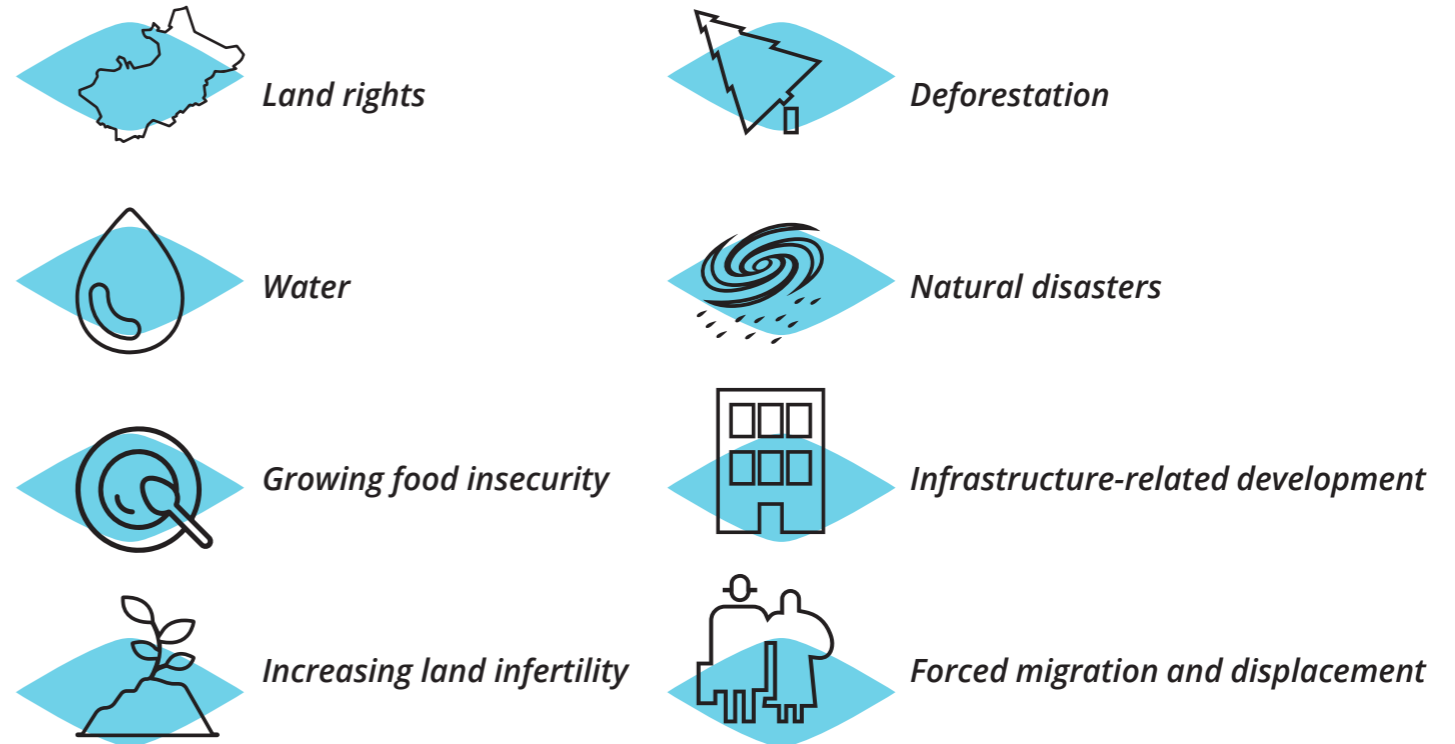 Land rights
Deforestation
Water
Natural disasters
Growing food insecurity
Infrastructure-related development
Increasing land infertility
Forced migration and displacement